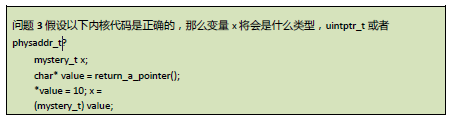 问题 3 假设以下内核代码是正确的，那么变量 x 将会是什么类型，uintptr_t 或者
physaddr_t?
mystery_t x;
char* value = return_a_pointer();
*value = 10; x =
(mystery_t) value;